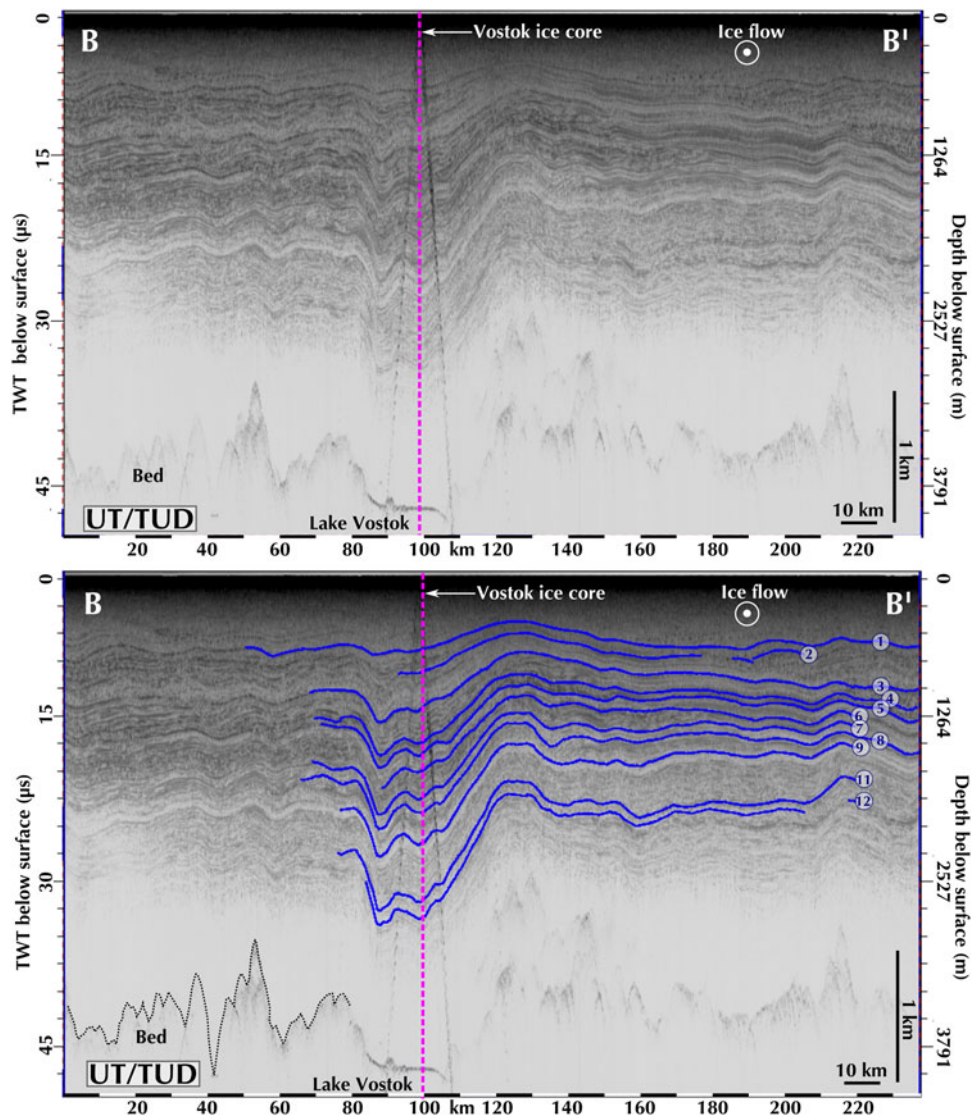 0
B
Vostok ice core
Ice flow
B'
0
15
1264
TWT below surface (µs)
Depth below surface (m)
30
2527
1 km
45
Bed
3791
UT/TUD
Lake Vostok
10 km
20 40 60 80 100 km 120 140 160 180 200 220
0
B
Vostok ice core
Ice flow
B'
0
1
2
3
4
15
5
1264
6
7
8
9
11
12
TWT below surface (µs)
Depth below surface (m)
30
2527
1 km
45
Bed
3791
UT/TUD
Lake Vostok
10 km
20 40 60 80 100 km 120 140 160 180 200 220